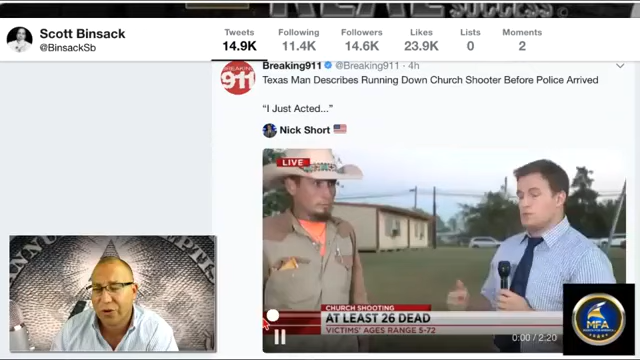 Scott Binsack
@BinsackSb
Tweets Following Followers Likes Lists Moments
14.9K 11.4K 14.6K 23.9K 0 2
BREAKING
911
Breaking911 @Breaking911 · 4h
Texas Man Describes Running Down Church Shooter Before Police Arrived
“I Just Acted...”
Nick Short
LIVE
CHURCH SHOOTING
AT LEAST 26 DEAD
VICTIMS' AGES RANGE 5-72
0:00 / 2:20
MFA